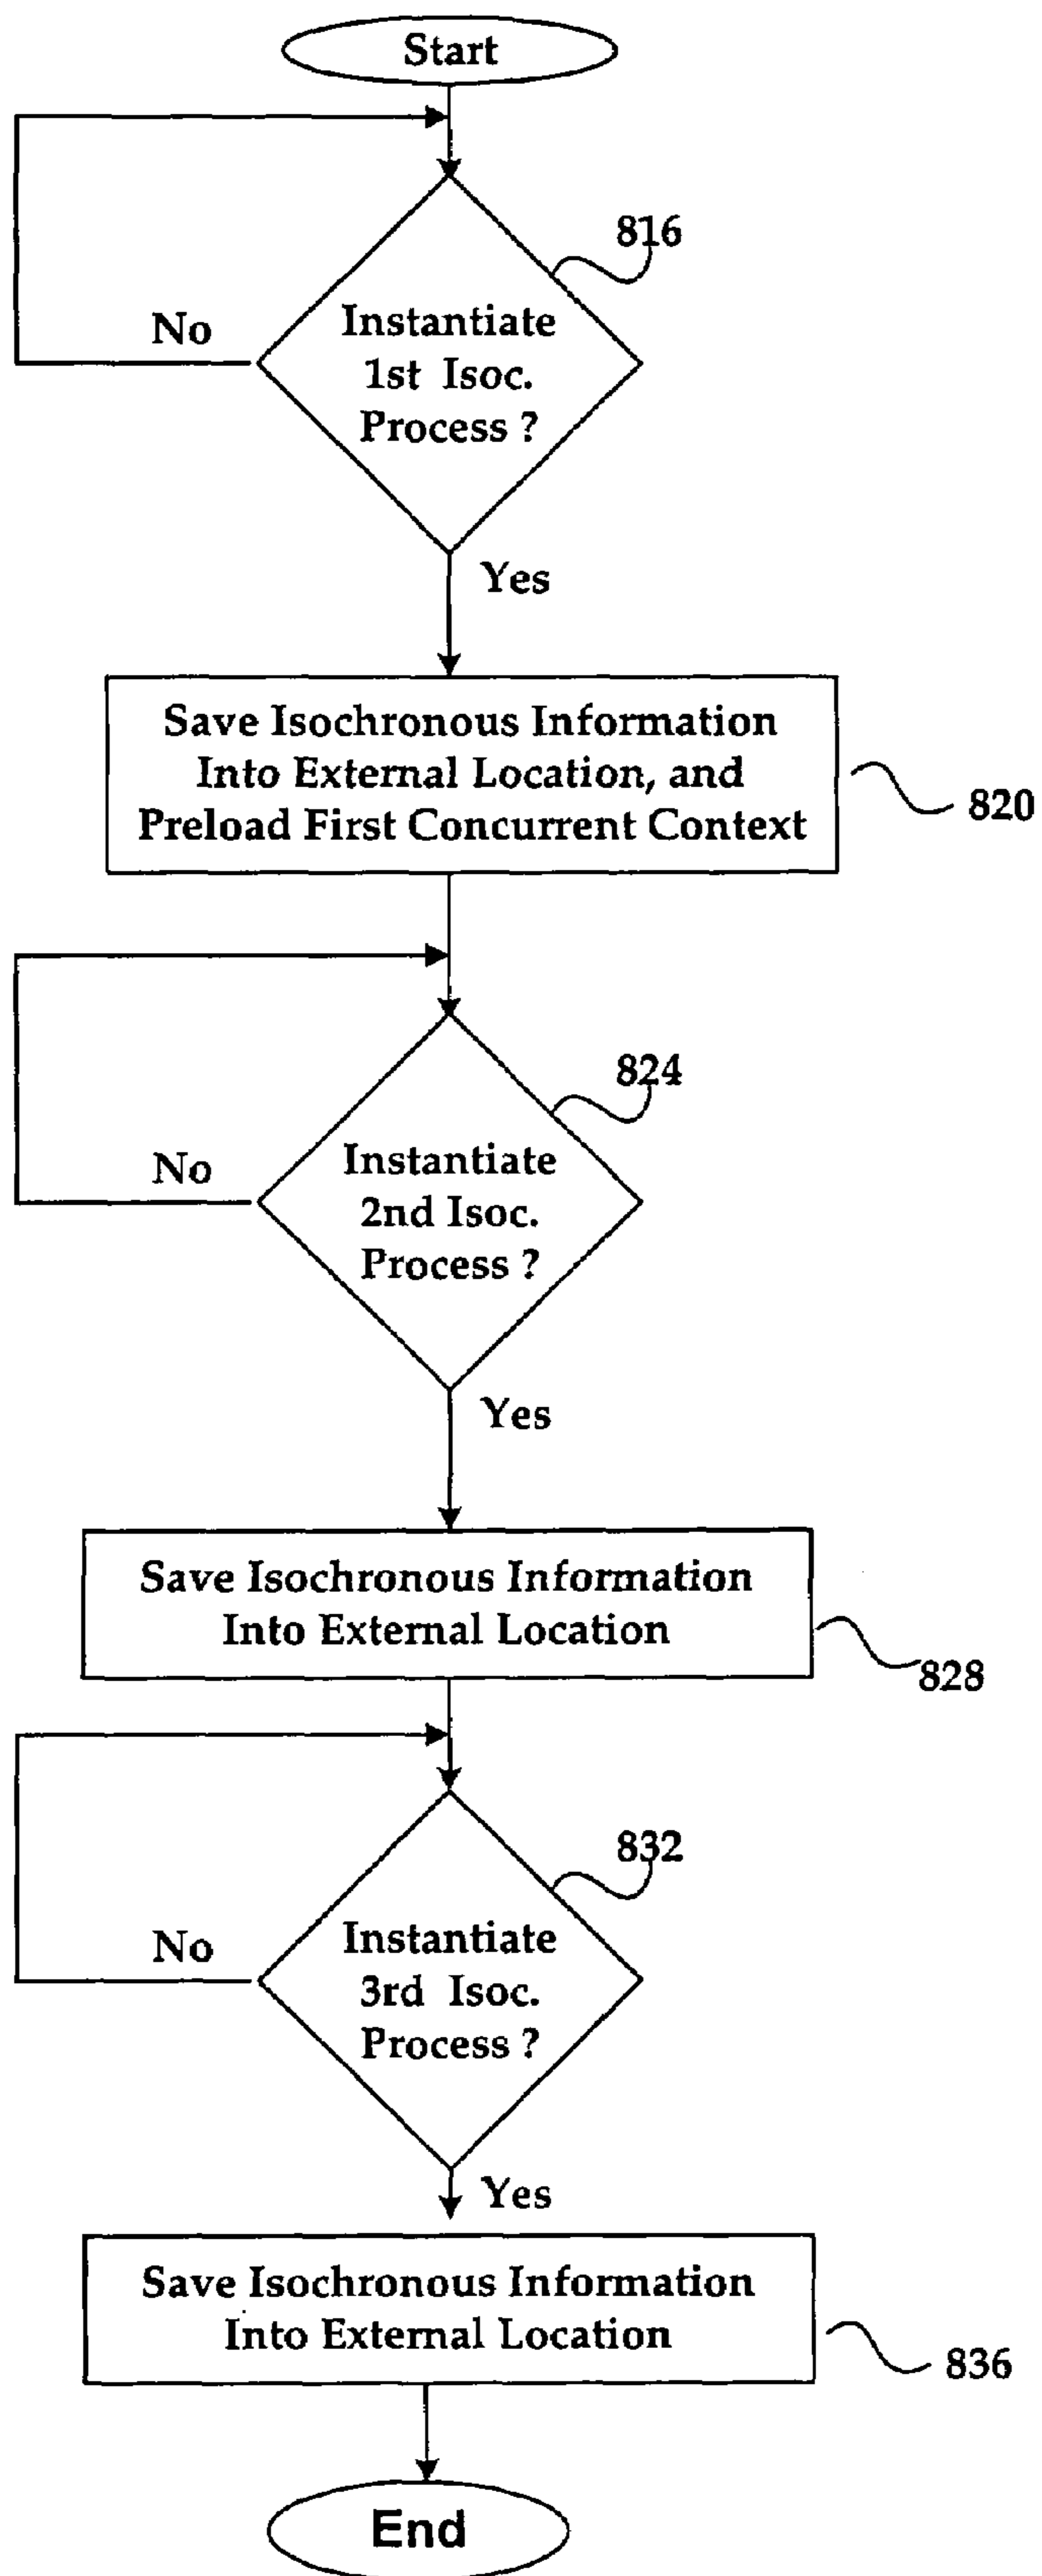 Start
816
No
Instantiate
1st Isoc.
Process ?
Yes
Save Isochronous Information
Into External Location, and
Preload First Concurrent Context
820
824
No
Instantiate
2nd Isoc.
Process ?
Yes
Save Isochronous Information
Into External Location
828
832
No
Instantiate
3rd Isoc.
Process ?
Yes
Save Isochronous Information
Into External Location
836
End